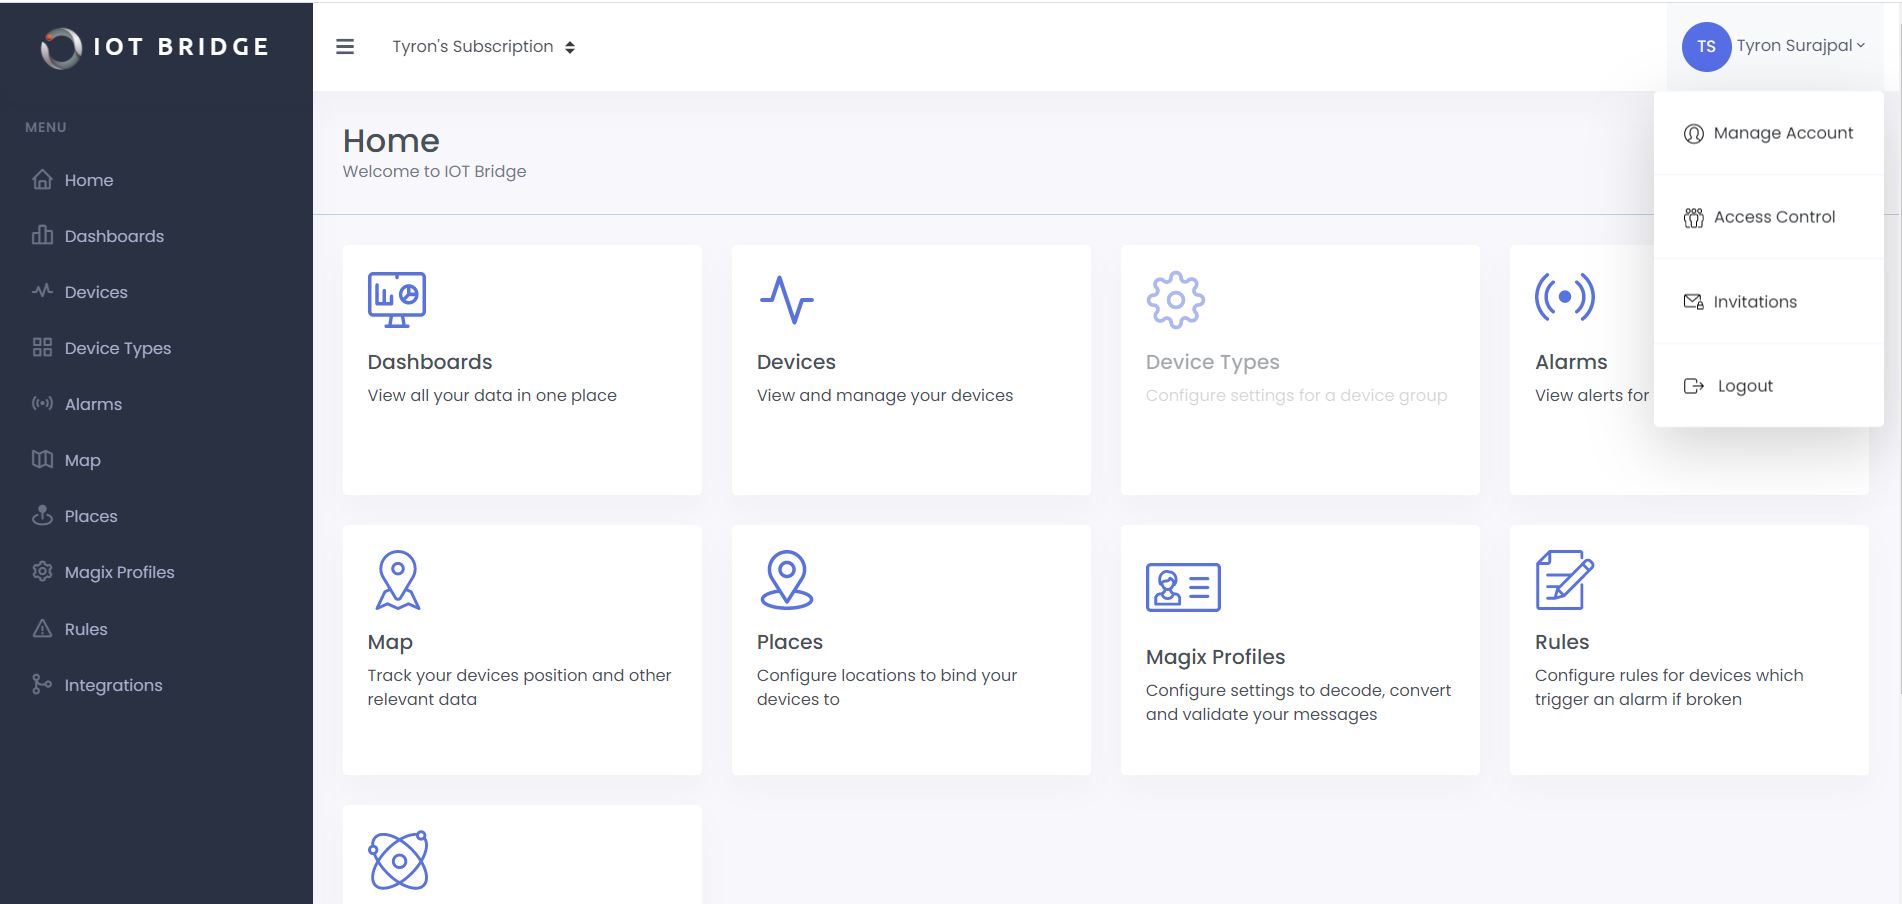 IOT BRIDGE
Tyron's Subscription
TS
Tyron Surajpal
MENU
Home
Dashboards
Devices
Device Types
Alarms
Map
Places
Magix Profiles
Rules
Integrations
Home
Welcome to IOT Bridge
Manage Account
Access Control
Invitations
Logout
Dashboards
View all your data in one place
Devices
View and manage your devices
Device Types
Configure settings for a device group
Alarms
View alerts for
Map
Track your devices position and other
relevant data
Places
Configure locations to bind your
devices to
Magix Profiles
Configure settings to decode, convert
and validate your messages
Rules
Configure rules for devices which
trigger an alarm if broken